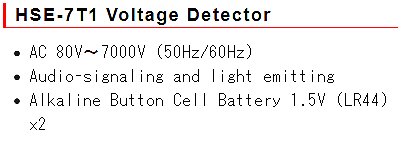 HSE-7T1 Voltage Detector
• AC 80V～7000V (50Hz/60Hz)
• Audio-signaling and light emitting
• Alkaline Button Cell Battery 1.5V (LR44)
x2